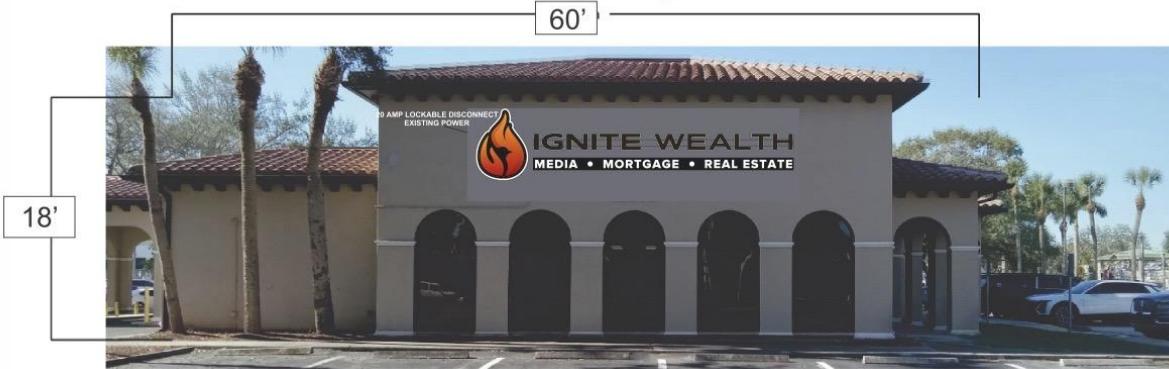 60’
20 AMP LOCKABLE DISCONNECT
EXISTING POWER
IGNITE WEALTH
MEDIA • MORTGAGE • REAL ESTATE
18’